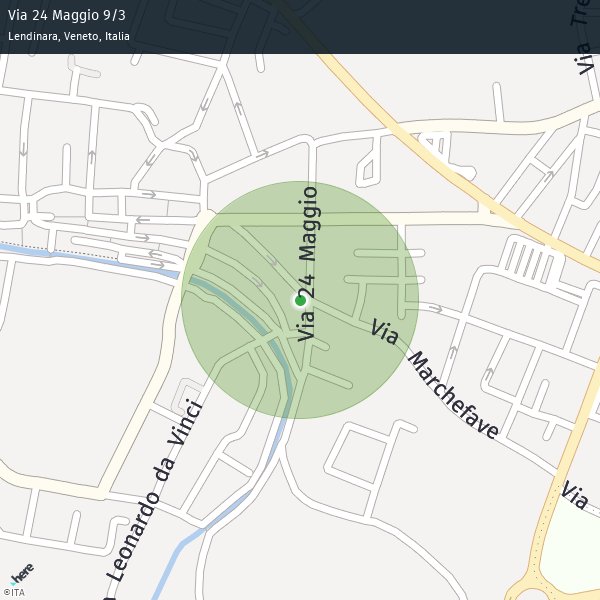 Via 24 Maggio 9/3
Lendinara, Veneto, Italia
Via Tre
Via 24 Maggio
Via Marchefave
Leonardo da Vinci
Via
here
©ITA